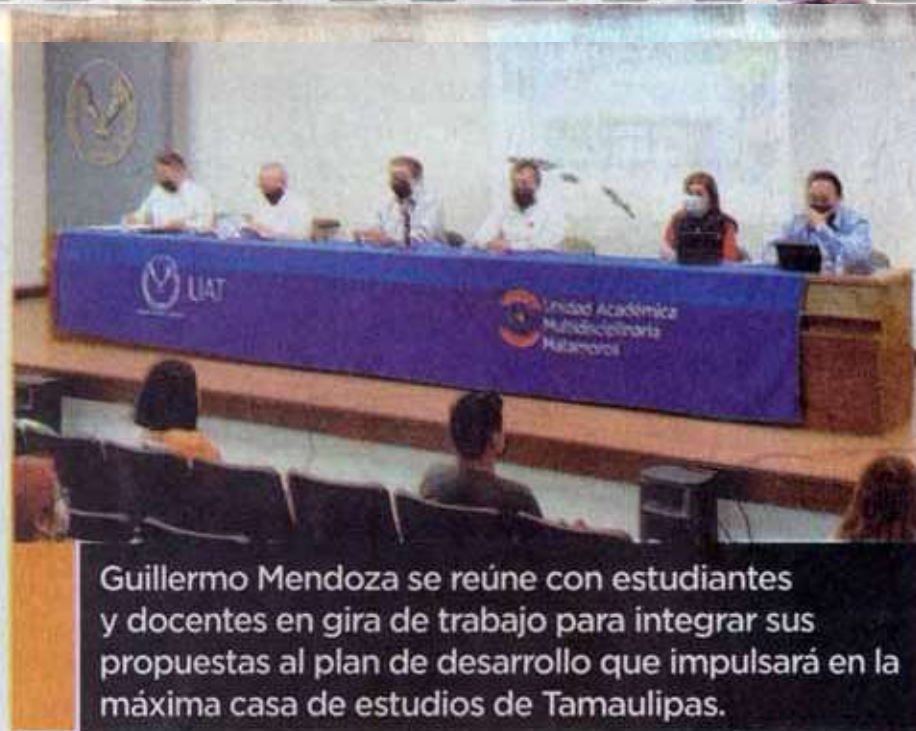 UAT
Unidad Académica
Multidisciplinaria
Matamoros
Guillermo Mendoza se reúne con estudiantes
y docentes en gira de trabajo para integrar sus
propuestas al plan de desarrollo que impulsará en la
máxima casa de estudios de Tamaulipas.